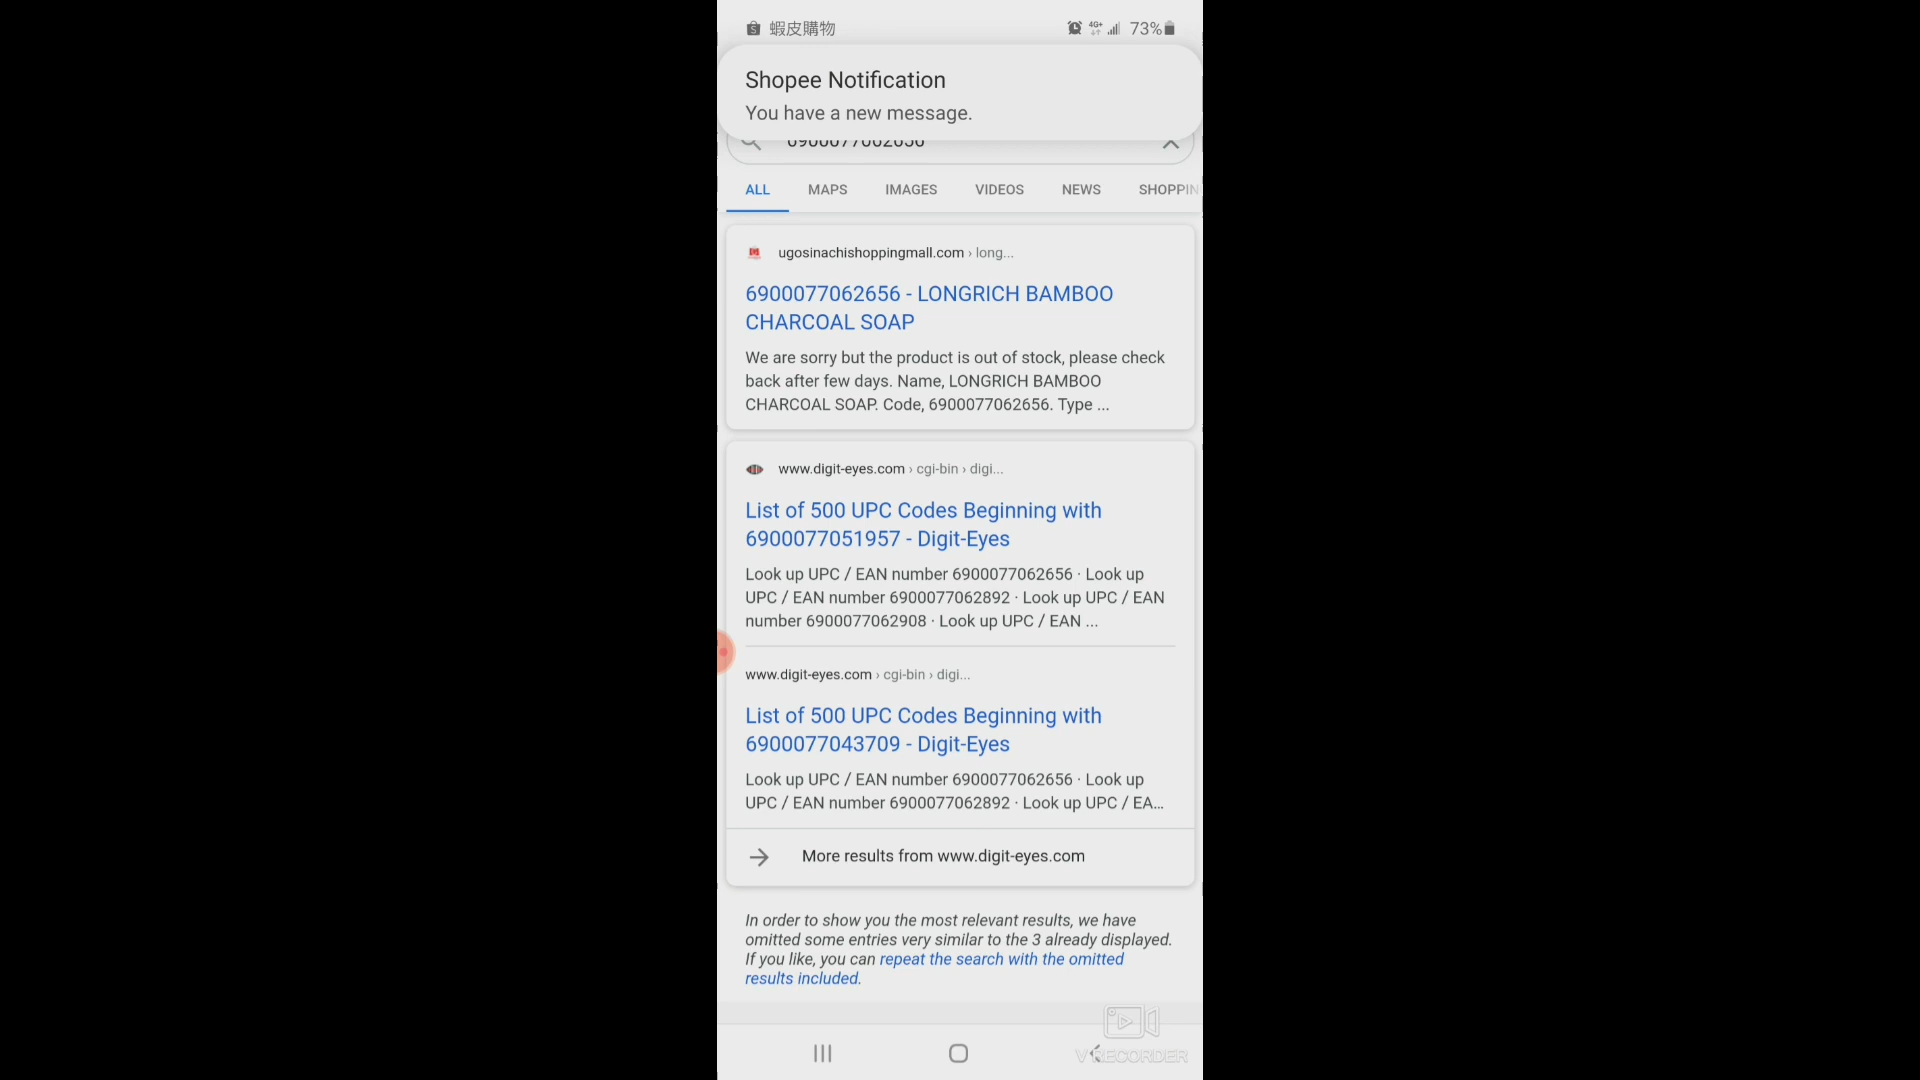 蝦皮購物 4G+ 73%
Shopee Notification
You have a new message.
6900077062656
ALL MAPS IMAGES VIDEOS NEWS SHOPPIN
ugosinachishoppingmall.com › long...
6900077062656 - LONGRICH BAMBOO
CHARCOAL SOAP
We are sorry but the product is out of stock, please check
back after few days. Name, LONGRICH BAMBOO
CHARCOAL SOAP. Code, 6900077062656. Type ...
www.digit-eyes.com › cgi-bin › digi...
List of 500 UPC Codes Beginning with
6900077051957 - Digit-Eyes
Look up UPC / EAN number 6900077062656 · Look up
UPC / EAN number 6900077062892 · Look up UPC / EAN
number 6900077062908 · Look up UPC / EAN ...
www.digit-eyes.com › cgi-bin › digi...
List of 500 UPC Codes Beginning with
6900077043709 - Digit-Eyes
Look up UPC / EAN number 6900077062656 · Look up
UPC / EAN number 6900077062892 · Look up UPC / EA...
More results from www.digit-eyes.com
In order to show you the most relevant results, we have
omitted some entries very similar to the 3 already displayed.
If you like, you can repeat the search with the omitted
results included.
V RECORDER